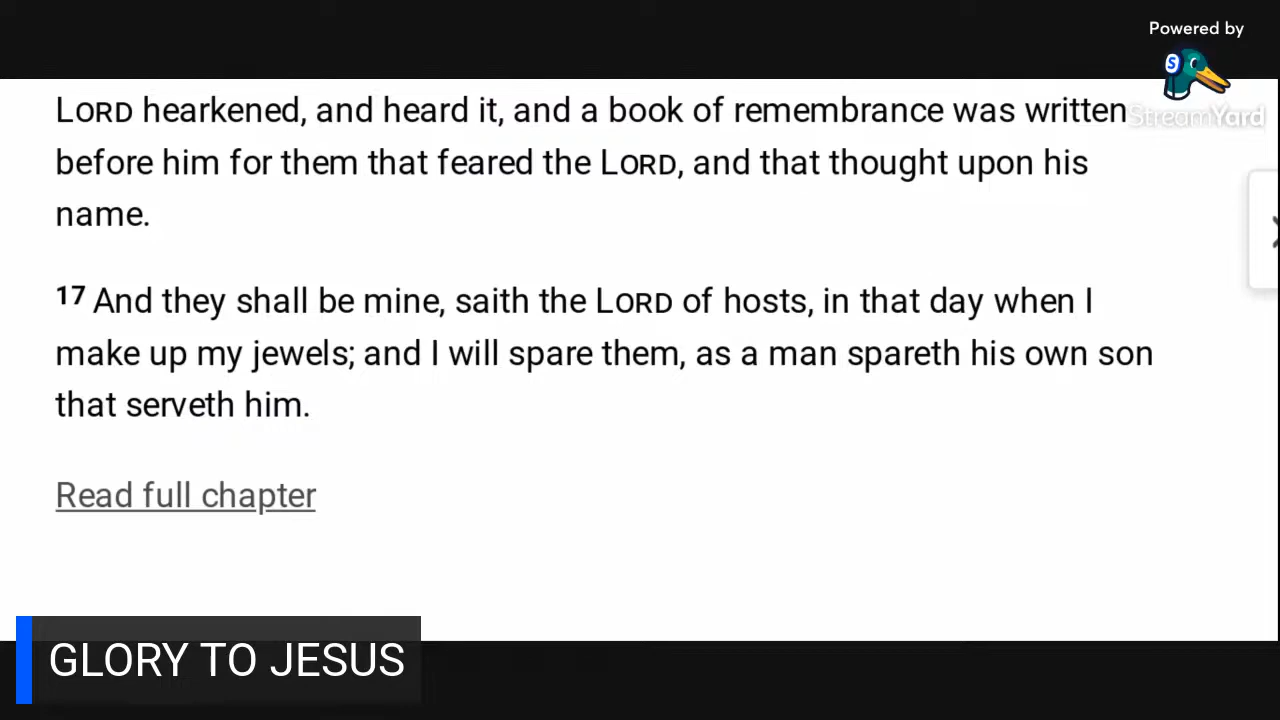 Powered by
S
StreamYard
LORD hearkened, and heard it, and a book of remembrance was written
before him for them that feared the LORD, and that thought upon his
name.
17 And they shall be mine, saith the LORD of hosts, in that day when I
make up my jewels; and I will spare them, as a man spareth his own son
that serveth him.
Read full chapter
GLORY TO JESUS